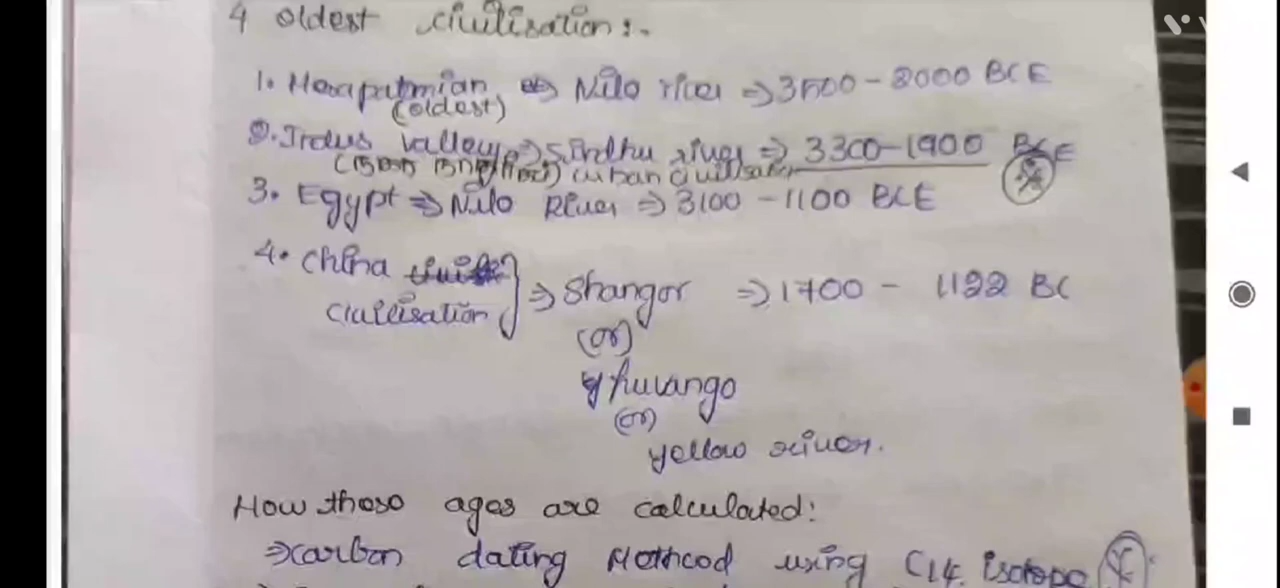 4 oldest civilisation:-
1. Mesapatmian => Nile river => 3500 - 2000 BCE
(oldest)
2. Indus valley => Sindhu river => 3300-1900 BCE
urban civilisation
3. Egypt => Nile River => 3100 - 1100 BCE
4. China
civilisation } => Shangor => 1700 - 1122 BC
(or)
yhuvango
(or)
yellow river.
How these ages are calculated:
=> carbon dating Method using C14 isotope